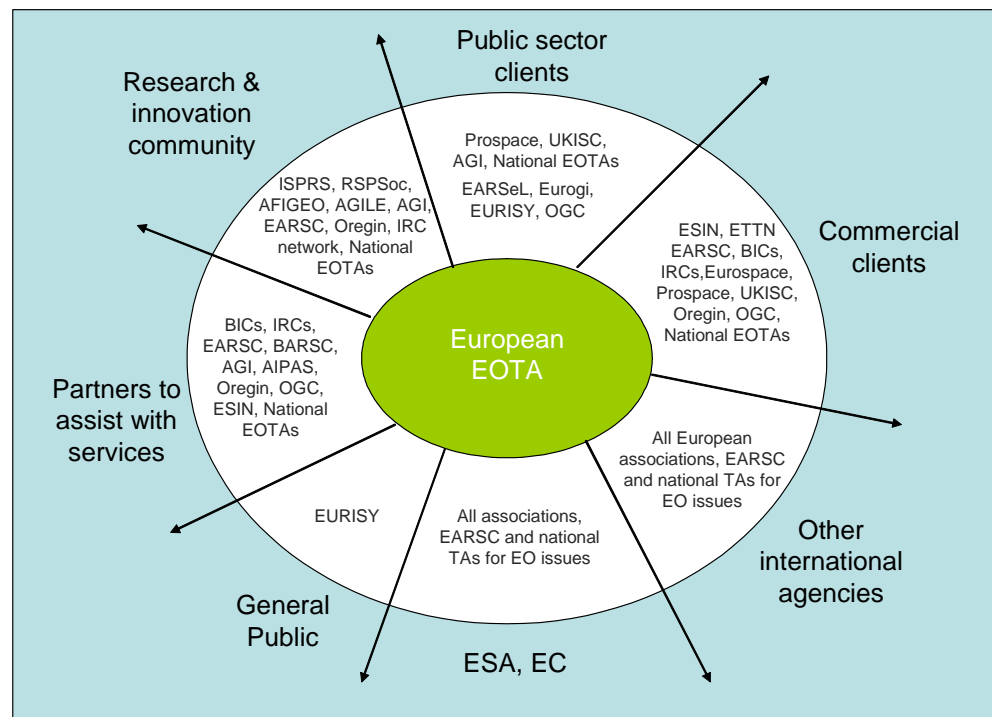 Public sector
clients
Research &
innovation
community
Prospace, UKISC,
AGI, National EOTAs
EARSeL, Eurogi,
EURISY, OGC
ISPRS, RSPSoc,
AFIGEO, AGILE, AGI,
EARSC, Oregin, IRC
network, National
EOTAs
ESIN, ETTN
EARSC, BICs,
IRCs,Eurospace,
Prospace, UKISC,
Oregin, OGC,
National EOTAs
Commercial
clients
European
EOTA
BICs, IRCs,
EARSC, BARSC,
AGI, AIPAS,
Oregin, OGC,
ESIN, National
EOTAs
Partners to
assist with
services
All European
associations, EARSC
and national TAs for
EO issues
EURISY
All associations,
EARSC and national
TAs for EO issues
Other
international
agencies
General
Public
ESA, EC